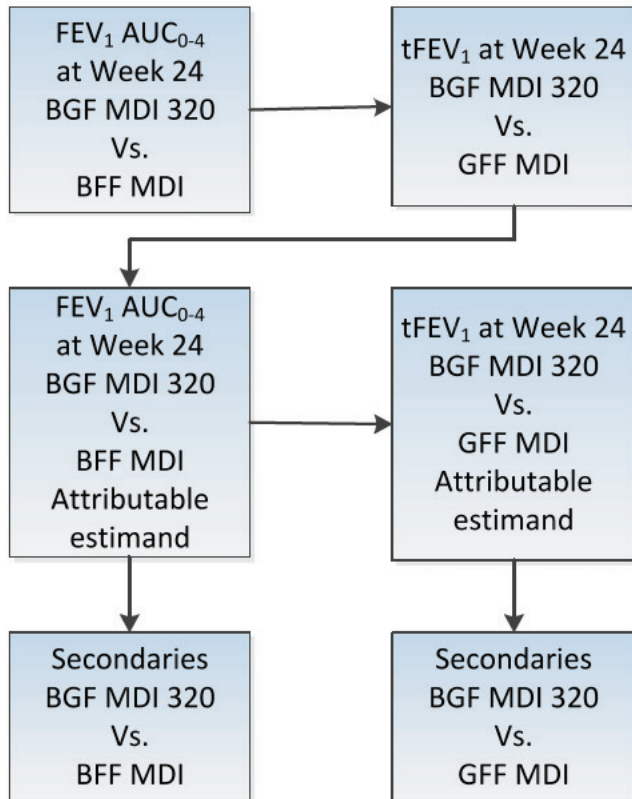 FEV₁ AUC₀₋₄
at Week 24
BGF MDI 320
Vs.
BFF MDI
tFEV₁ at Week 24
BGF MDI 320
Vs.
GFF MDI
FEV₁ AUC₀₋₄
at Week 24
BGF MDI 320
Vs.
BFF MDI
Attributable
estimand
tFEV₁ at Week 24
BGF MDI 320
Vs.
GFF MDI
Attributable
estimand
Secondaries
BGF MDI 320
Vs.
BFF MDI
Secondaries
BGF MDI 320
Vs.
GFF MDI